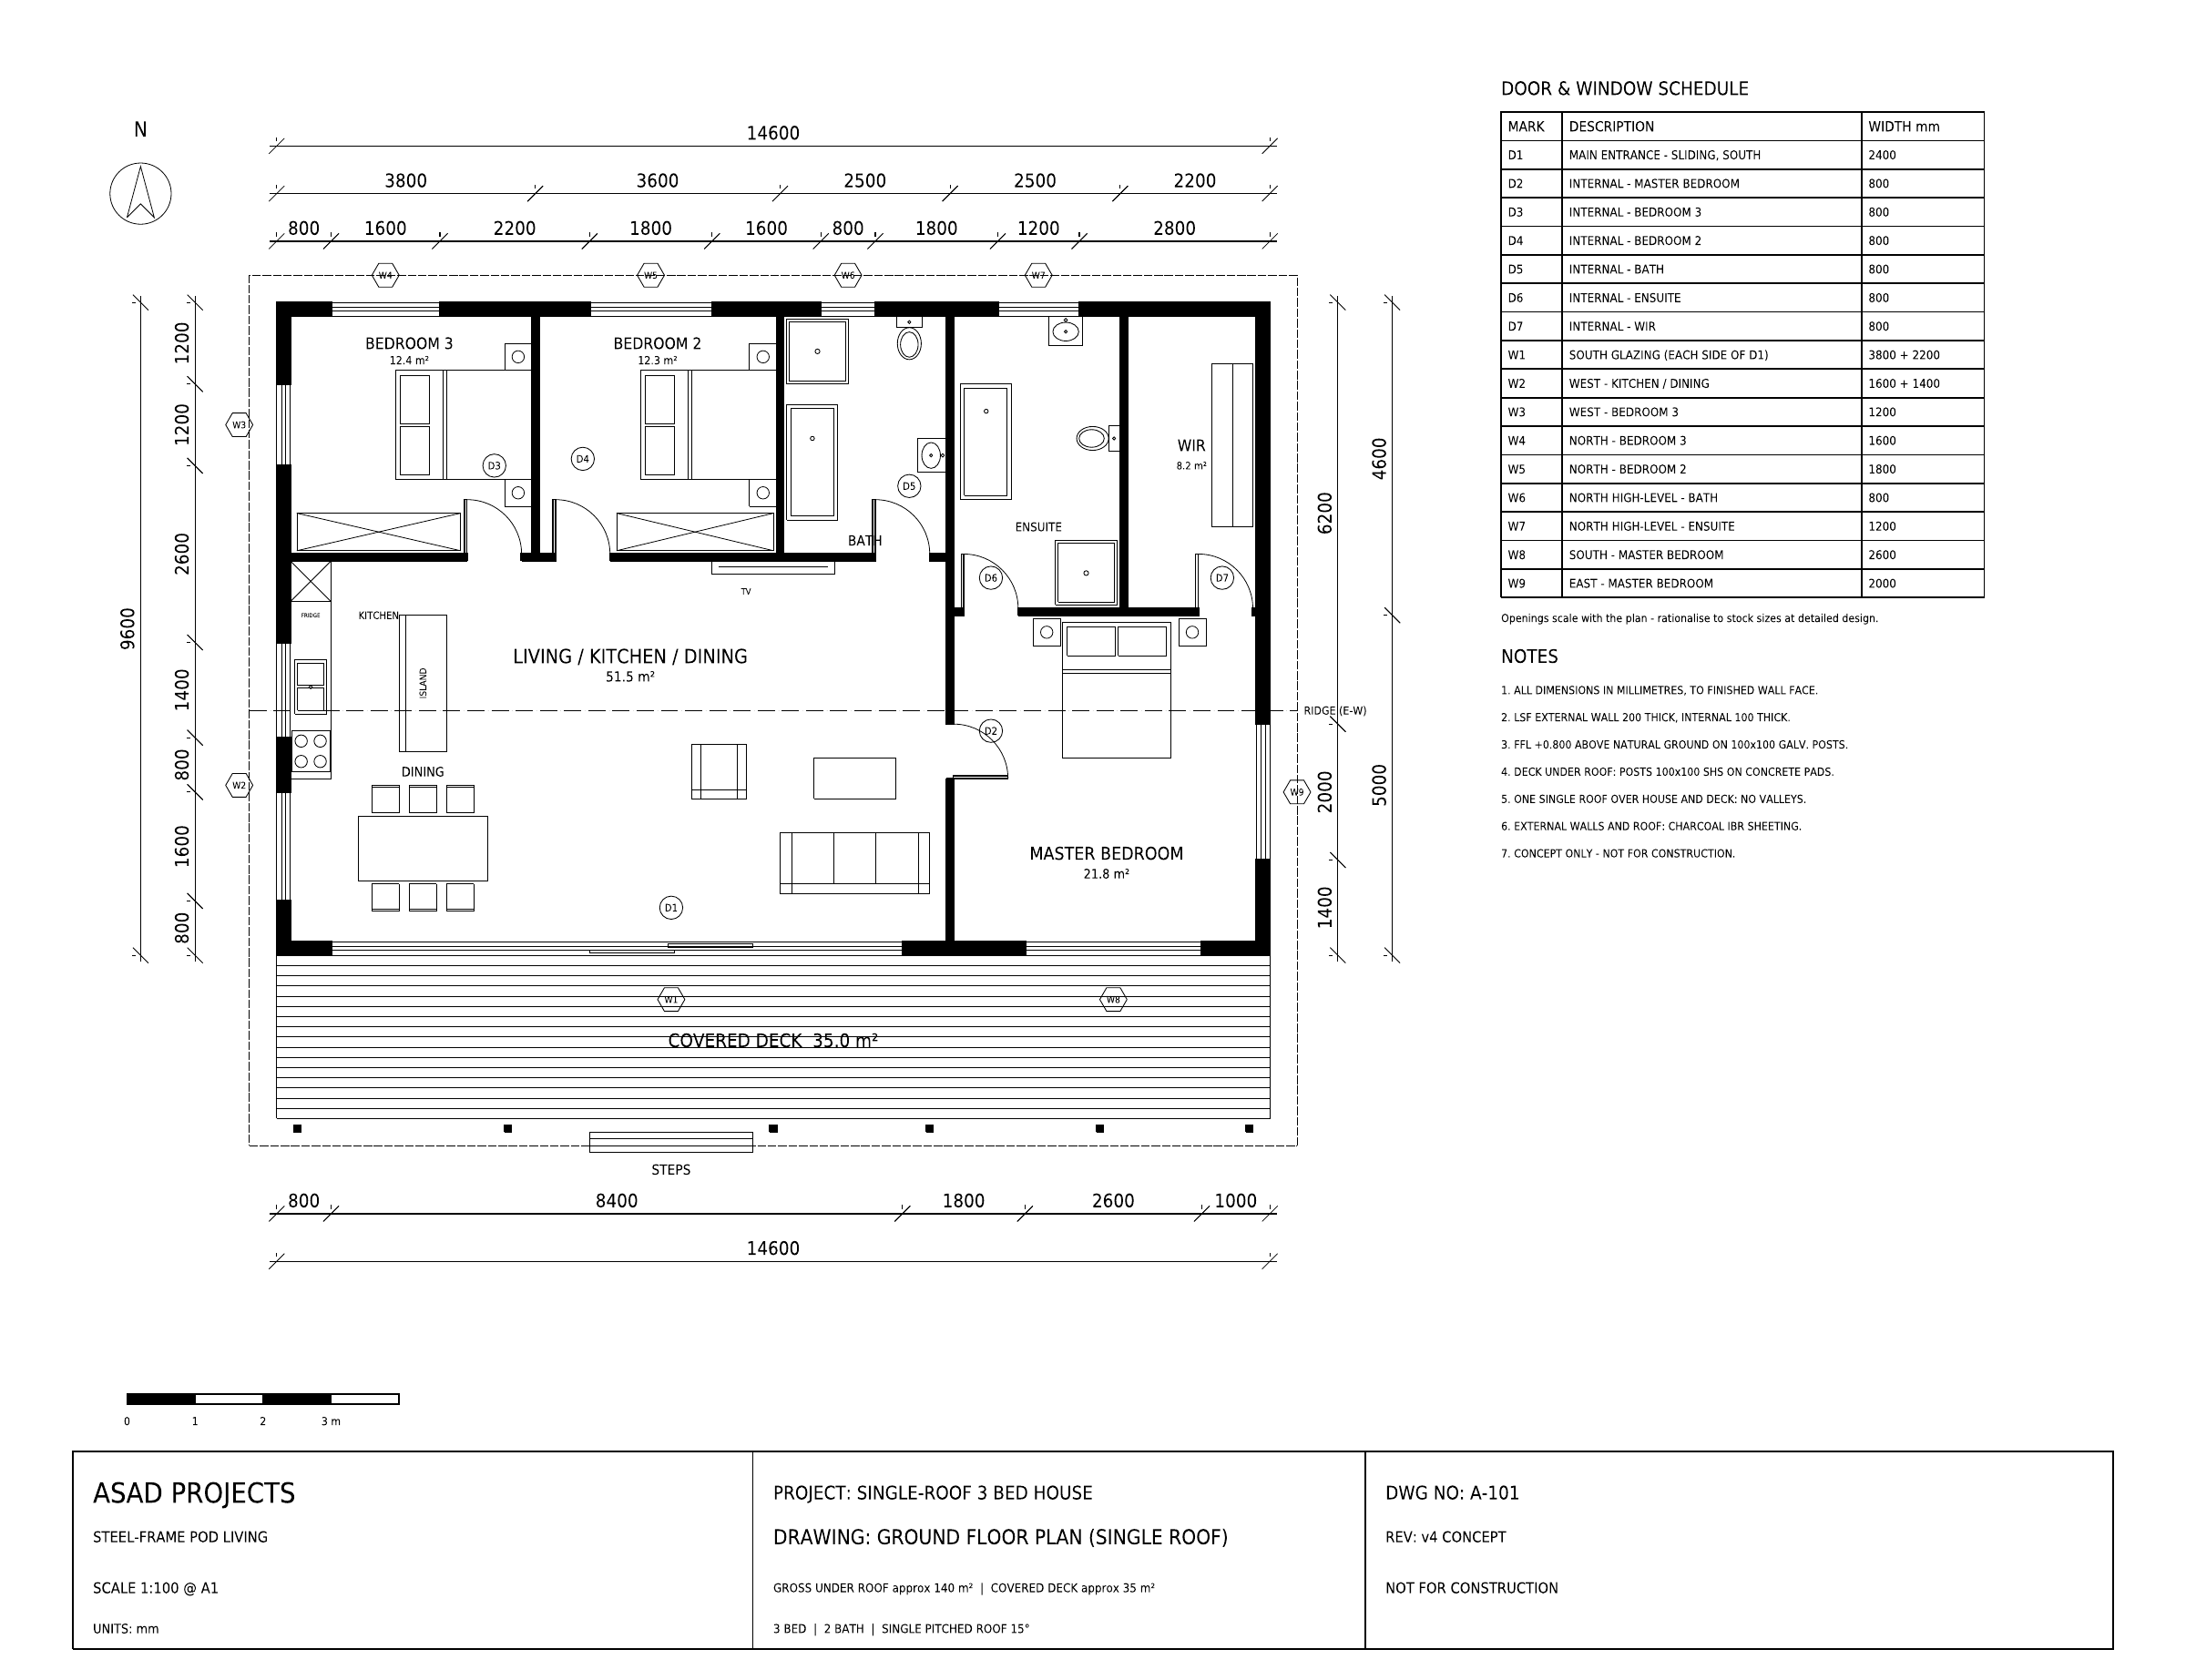 N
14600
3800 3600 2500 2500 2200
800 1600 2200 1800 1600 800 1800 1200 2800
W4 W5 W6 W7
9600
1200
1200
2600
1400
800
1600
800
W3
W2
BEDROOM 3
12.4 m²
D3
BEDROOM 2
12.3 m²
D4
D5
BATH
ENSUITE
D6
WIR
8.2 m²
D7
FRIDGE
KITCHEN
ISLAND
TV
LIVING / KITCHEN / DINING
51.5 m²
RIDGE (E-W)
D2
DINING
MASTER BEDROOM
21.8 m²
D1
W9
6200
2000
1400
4600
5000
W1 W8
COVERED DECK 35.0 m²
STEPS
800 8400 1800 2600 1000
14600
DOOR & WINDOW SCHEDULE
MARK DESCRIPTION WIDTH mm
D1 MAIN ENTRANCE - SLIDING, SOUTH 2400
D2 INTERNAL - MASTER BEDROOM 800
D3 INTERNAL - BEDROOM 3 800
D4 INTERNAL - BEDROOM 2 800
D5 INTERNAL - BATH 800
D6 INTERNAL - ENSUITE 800
D7 INTERNAL - WIR 800
W1 SOUTH GLAZING (EACH SIDE OF D1) 3800 + 2200
W2 WEST - KITCHEN / DINING 1600 + 1400
W3 WEST - BEDROOM 3 1200
W4 NORTH - BEDROOM 3 1600
W5 NORTH - BEDROOM 2 1800
W6 NORTH HIGH-LEVEL - BATH 800
W7 NORTH HIGH-LEVEL - ENSUITE 1200
W8 SOUTH - MASTER BEDROOM 2600
W9 EAST - MASTER BEDROOM 2000
Openings scale with the plan - rationalise to stock sizes at detailed design.
NOTES
1. ALL DIMENSIONS IN MILLIMETRES, TO FINISHED WALL FACE.
2. LSF EXTERNAL WALL 200 THICK, INTERNAL 100 THICK.
3. FFL +0.800 ABOVE NATURAL GROUND ON 100x100 GALV. POSTS.
4. DECK UNDER ROOF: POSTS 100x100 SHS ON CONCRETE PADS.
5. ONE SINGLE ROOF OVER HOUSE AND DECK: NO VALLEYS.
6. EXTERNAL WALLS AND ROOF: CHARCOAL IBR SHEETING.
7. CONCEPT ONLY - NOT FOR CONSTRUCTION.
0 1 2 3 m
ASAD PROJECTS
STEEL-FRAME POD LIVING
SCALE 1:100 @ A1
UNITS: mm
PROJECT: SINGLE-ROOF 3 BED HOUSE
DRAWING: GROUND FLOOR PLAN (SINGLE ROOF)
GROSS UNDER ROOF approx 140 m² | COVERED DECK approx 35 m²
3 BED | 2 BATH | SINGLE PITCHED ROOF 15°
DWG NO: A-101
REV: v4 CONCEPT
NOT FOR CONSTRUCTION